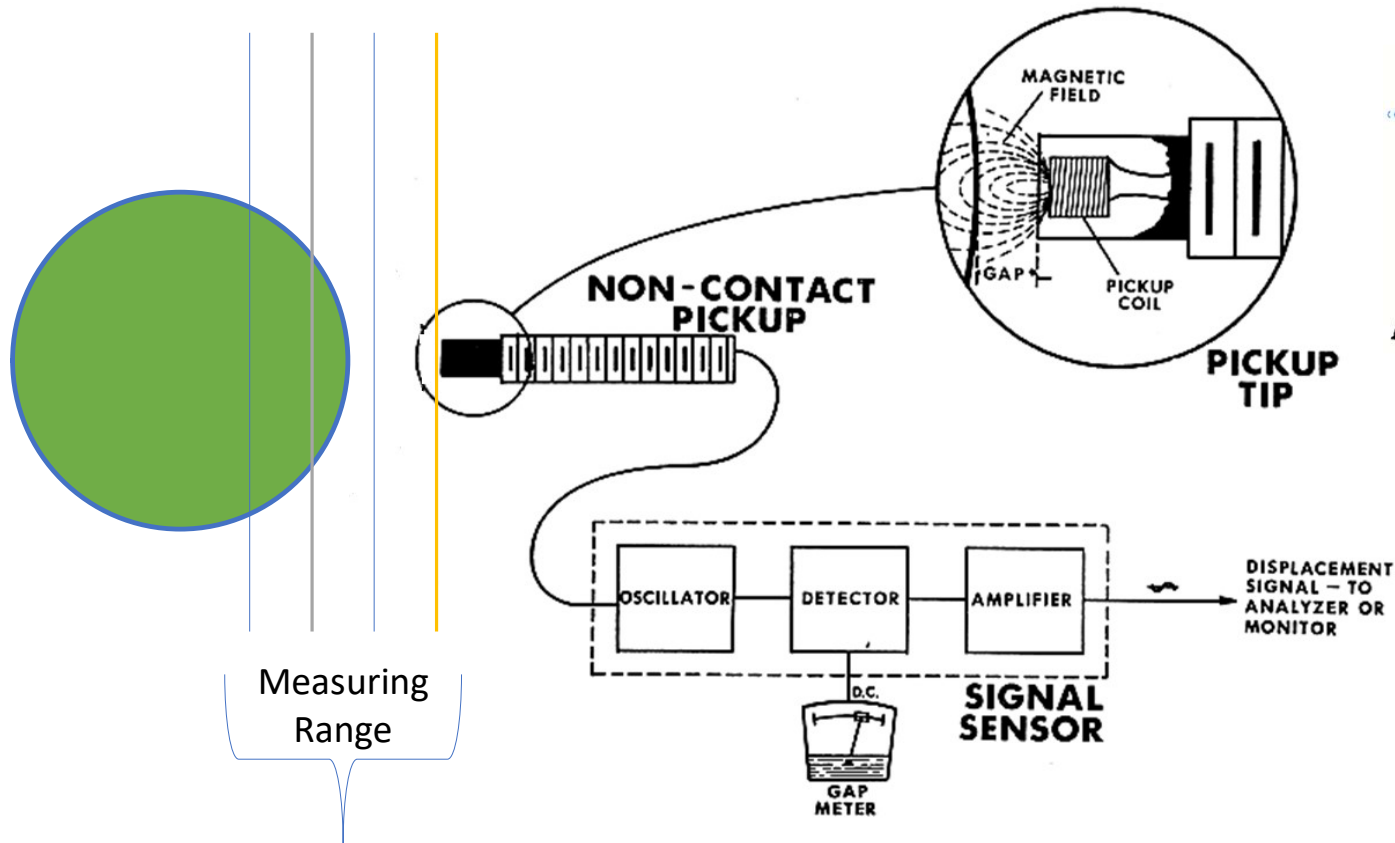 MAGNETIC
FIELD
GAP
PICKUP
COIL
PICKUP
TIP
NON-CONTACT
PICKUP
OSCILLATOR
DETECTOR
AMPLIFIER
DISPLACEMENT
SIGNAL — TO
ANALYZER OR
MONITOR
D.C.
SIGNAL
SENSOR
GAP
METER
Measuring
Range